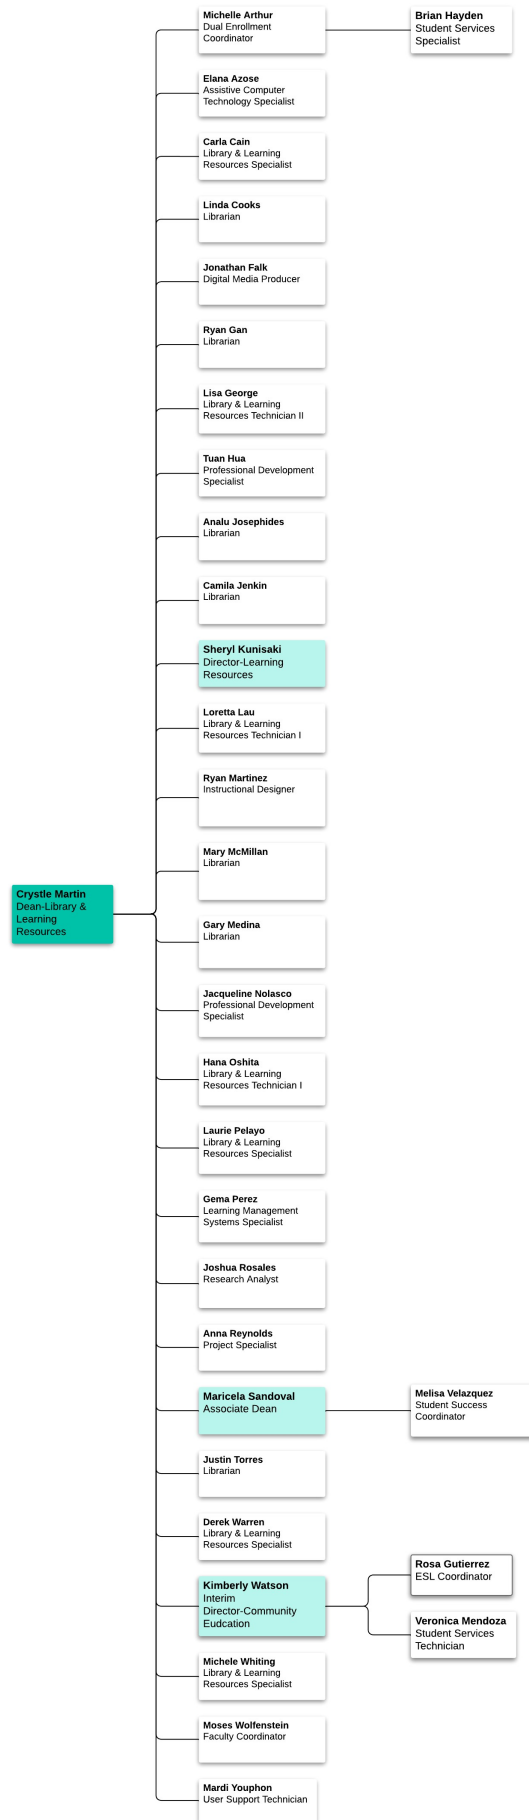 Michelle Arthur
Dual Enrollment
Coordinator
Brian Hayden
Student Services
Specialist
Elana Azose
Assistive Computer
Technology Specialist
Carla Cain
Library & Learning
Resources Specialist
Linda Cooks
Librarian
Jonathan Falk
Digital Media Producer
Ryan Gan
Librarian
Lisa George
Library & Learning
Resources Technician II
Tuan Hua
Professional Development
Specialist
Analu Josephides
Librarian
Camila Jenkin
Librarian
Sheryl Kunisaki
Director-Learning
Resources
Loretta Lau
Library & Learning
Resources Technician I
Ryan Martinez
Instructional Designer
Mary McMillan
Librarian
Crystle Martin
Dean-Library &
Learning
Resources
Gary Medina
Librarian
Jacqueline Nolasco
Professional Development
Specialist
Hana Oshita
Library & Learning
Resources Technician I
Laurie Pelayo
Library & Learning
Resources Specialist
Gema Perez
Learning Management
Systems Specialist
Joshua Rosales
Research Analyst
Anna Reynolds
Project Specialist
Maricela Sandoval
Associate Dean
Melisa Velazquez
Student Success
Coordinator
Justin Torres
Librarian
Derek Warren
Library & Learning
Resources Specialist
Kimberly Watson
Interim
Director-Community
Eudcation
Rosa Gutierrez
ESL Coordinator
Veronica Mendoza
Student Services
Technician
Michele Whiting
Library & Learning
Resources Specialist
Moses Wolfenstein
Faculty Coordinator
Mardi Youphon
User Support Technician